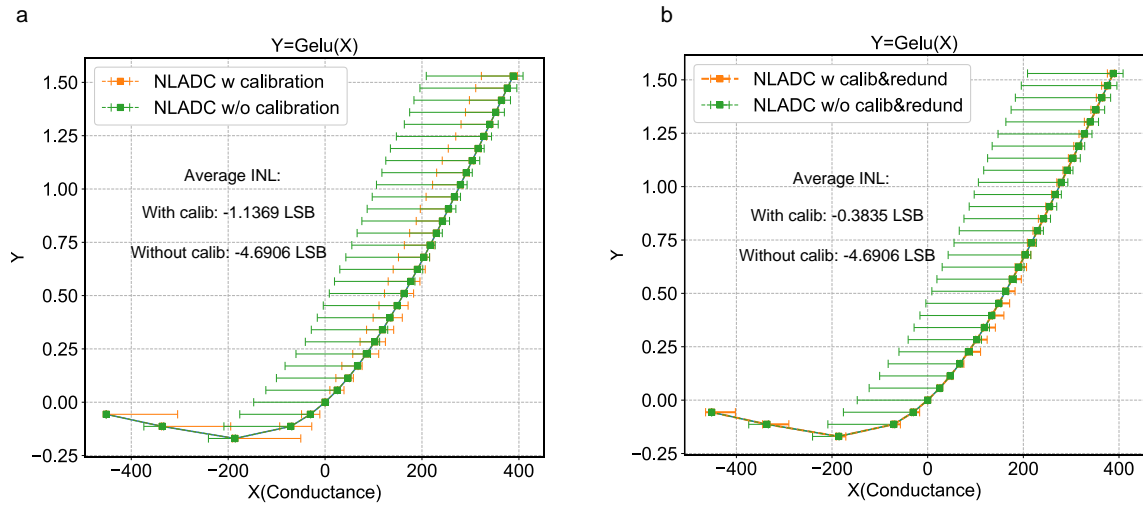 a
Y=Gelu(X)
NLADC w calibration
NLADC w/o calibration
Average INL:
With calib: -1.1369 LSB
Without calib: -4.6906 LSB
Y
1.50
1.25
1.00
0.75
0.50
0.25
0.00
−0.25
−400
−200
0
200
400
X(Conductance)
b
Y=Gelu(X)
NLADC w calib&redund
NLADC w/o calib&redund
Average INL:
With calib: -0.3835 LSB
Without calib: -4.6906 LSB
Y
1.50
1.25
1.00
0.75
0.50
0.25
0.00
−0.25
−400
−200
0
200
400
X(Conductance)